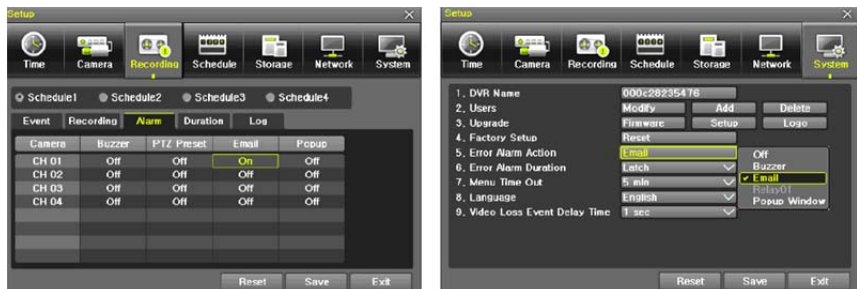 Setup
Time Camera Recording Schedule Storage Network System
Schedule1 Schedule2 Schedule3 Schedule4
Event Recording Alarm Duration Log
Camera Buzzer PTZ Preset Email Popup
CH 01 Off Off On Off
CH 02 Off Off Off Off
CH 03 Off Off Off Off
CH 04 Off Off Off Off
Reset Save Exit
Setup
Time Camera Recording Schedule Storage Network System
1. DVR Name 000c28235476
2. Users Modify Add Delete
3. Upgrade Firmware Setup Logo
4. Factory Setup Reset
5. Error Alarm Action Email
6. Error Alarm Duration Latch
7. Menu Time Out 5 min
8. Language English
9. Video Loss Event Delay Time 1 sec
Off
Buzzer
Email
Relay01
Popup Window
Reset Save Exit